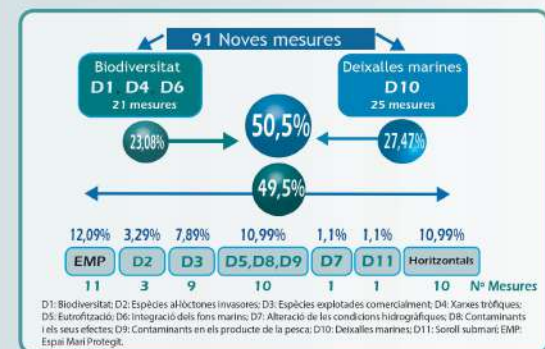 91 Noves mesures
Biodiversitat
D1, D4 D6
21 mesures
Deixalles marines
D10
25 mesures
23,08%
50,5%
27,47%
49,5%
12,09% 3,29% 7,89% 10,99% 1,1% 1,1% 10,99%
EMP D2 D3 D5,D8,D9 D7 D11 Horitzontals
11 3 9 10 1 1 10 Nº Mesures
D1: Biodiversitat; D2: Espècies al·lòctones invasores; D3: Espècies explotades comercialment; D4: Xarxes tròfiques;
D5: Eutrofització; D6: Integració dels fons marins; D7: Alteració de les condicions hidrogràfiques; D8: Contaminants
i els seus efectes; D9: Contaminants en els producte de la pesca; D10: Deixalles marines; D11: Soroll submarí; EMP:
Espai Marí Protegit.